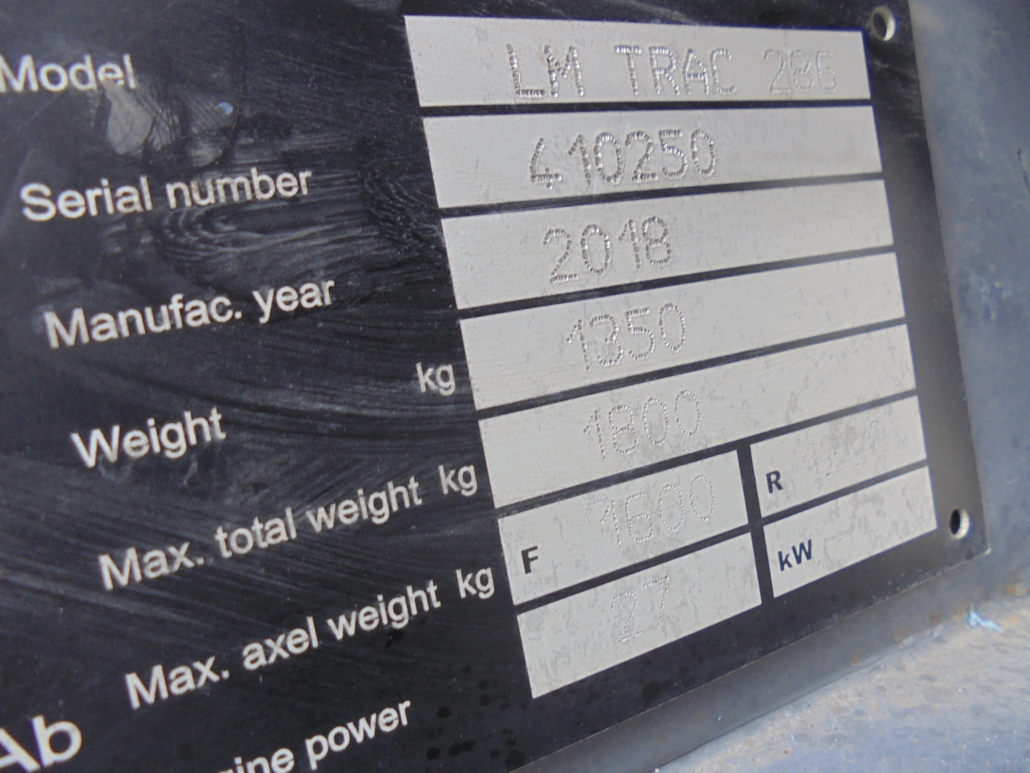 Model LM TRAC 286
Serial number 410250
Manufac. year 2018
Weight kg 1350
Max. total weight kg 1800
Max. axel weight kg F 1600 R
power 27 kW
Ab